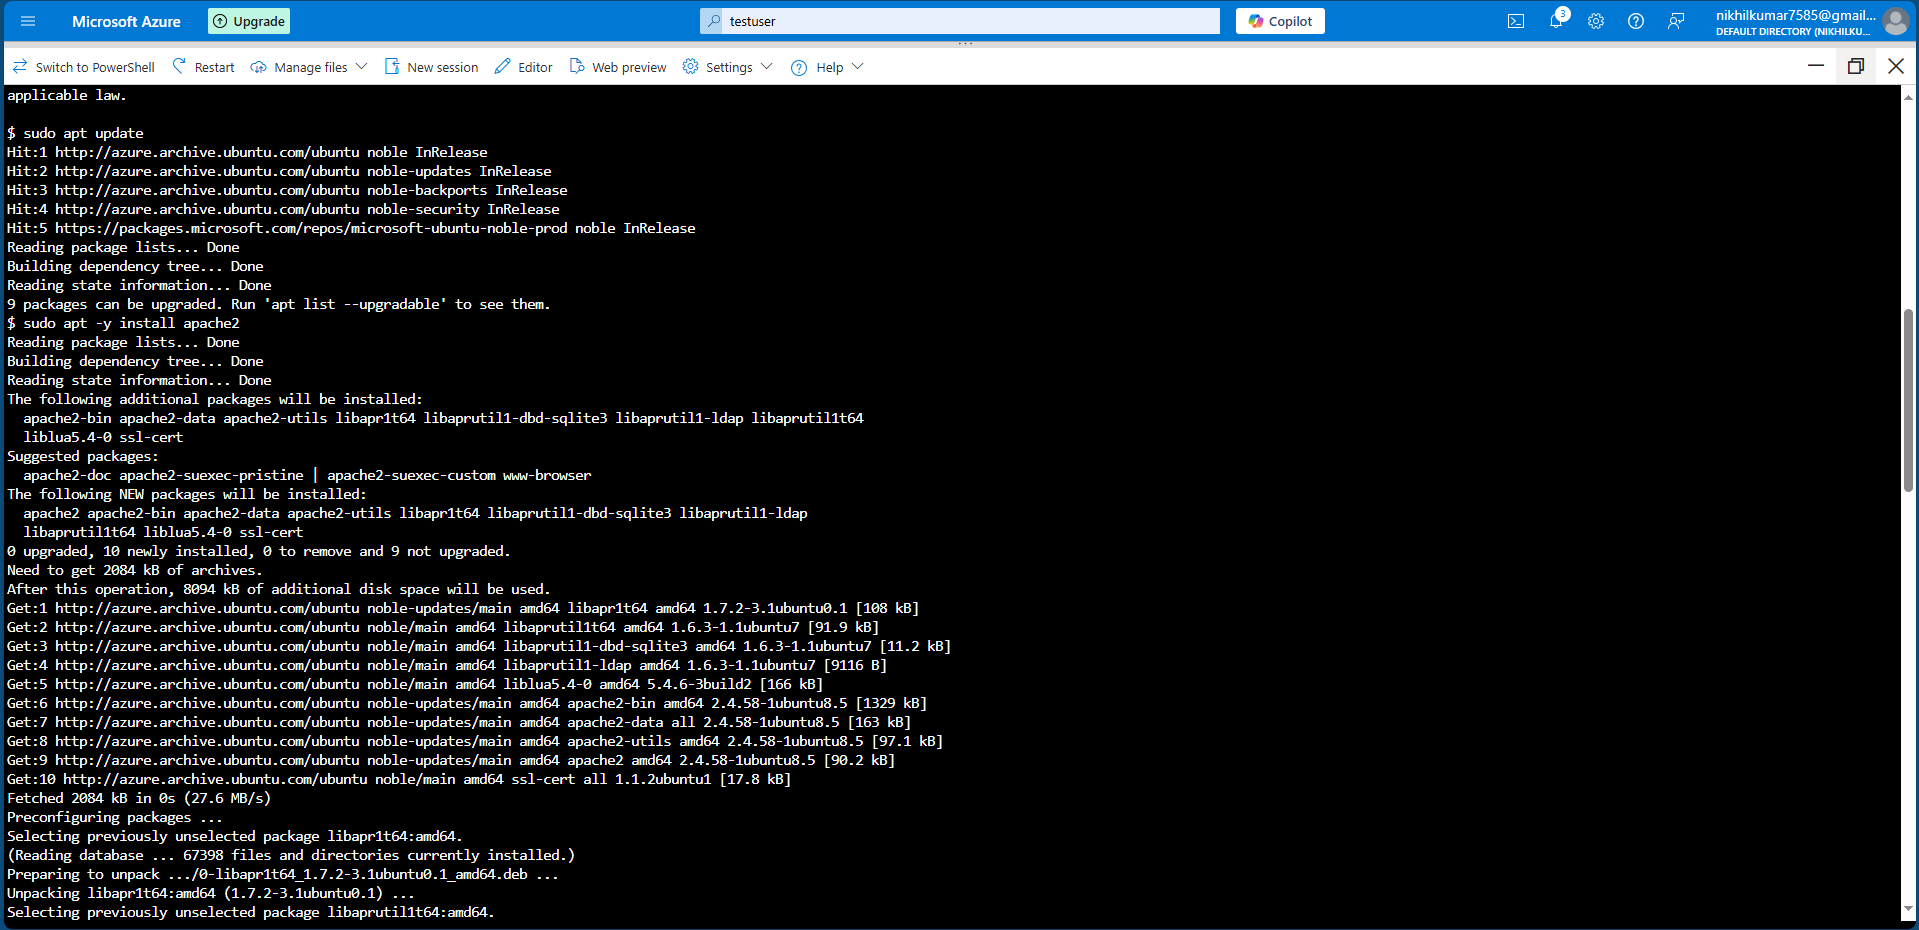 Microsoft Azure Upgrade testuser Copilot 3 nikhilkumar7585@gmail...
DEFAULT DIRECTORY (NIKHILKU...
Switch to PowerShell Restart Manage files New session Editor Web preview Settings Help
applicable law.
$ sudo apt update
Hit:1 http://azure.archive.ubuntu.com/ubuntu noble InRelease
Hit:2 http://azure.archive.ubuntu.com/ubuntu noble-updates InRelease
Hit:3 http://azure.archive.ubuntu.com/ubuntu noble-backports InRelease
Hit:4 http://azure.archive.ubuntu.com/ubuntu noble-security InRelease
Hit:5 https://packages.microsoft.com/repos/microsoft-ubuntu-noble-prod noble InRelease
Reading package lists... Done
Building dependency tree... Done
Reading state information... Done
9 packages can be upgraded. Run 'apt list --upgradable' to see them.
$ sudo apt -y install apache2
Reading package lists... Done
Building dependency tree... Done
Reading state information... Done
The following additional packages will be installed:
  apache2-bin apache2-data apache2-utils libapr1t64 libaprutil1-dbd-sqlite3 libaprutil1-ldap libaprutil1t64
  liblua5.4-0 ssl-cert
Suggested packages:
  apache2-doc apache2-suexec-pristine | apache2-suexec-custom www-browser
The following NEW packages will be installed:
  apache2 apache2-bin apache2-data apache2-utils libapr1t64 libaprutil1-dbd-sqlite3 libaprutil1-ldap
  libaprutil1t64 liblua5.4-0 ssl-cert
0 upgraded, 10 newly installed, 0 to remove and 9 not upgraded.
Need to get 2084 kB of archives.
After this operation, 8094 kB of additional disk space will be used.
Get:1 http://azure.archive.ubuntu.com/ubuntu noble-updates/main amd64 libapr1t64 amd64 1.7.2-3.1ubuntu0.1 [108 kB]
Get:2 http://azure.archive.ubuntu.com/ubuntu noble/main amd64 libaprutil1t64 amd64 1.6.3-1.1ubuntu7 [91.9 kB]
Get:3 http://azure.archive.ubuntu.com/ubuntu noble/main amd64 libaprutil1-dbd-sqlite3 amd64 1.6.3-1.1ubuntu7 [11.2 kB]
Get:4 http://azure.archive.ubuntu.com/ubuntu noble/main amd64 libaprutil1-ldap amd64 1.6.3-1.1ubuntu7 [9116 B]
Get:5 http://azure.archive.ubuntu.com/ubuntu noble/main amd64 liblua5.4-0 amd64 5.4.6-3build2 [166 kB]
Get:6 http://azure.archive.ubuntu.com/ubuntu noble-updates/main amd64 apache2-bin amd64 2.4.58-1ubuntu8.5 [1329 kB]
Get:7 http://azure.archive.ubuntu.com/ubuntu noble-updates/main amd64 apache2-data all 2.4.58-1ubuntu8.5 [163 kB]
Get:8 http://azure.archive.ubuntu.com/ubuntu noble-updates/main amd64 apache2-utils amd64 2.4.58-1ubuntu8.5 [97.1 kB]
Get:9 http://azure.archive.ubuntu.com/ubuntu noble-updates/main amd64 apache2 amd64 2.4.58-1ubuntu8.5 [90.2 kB]
Get:10 http://azure.archive.ubuntu.com/ubuntu noble/main amd64 ssl-cert all 1.1.2ubuntu1 [17.8 kB]
Fetched 2084 kB in 0s (27.6 MB/s)
Preconfiguring packages ...
Selecting previously unselected package libapr1t64:amd64.
(Reading database ... 67398 files and directories currently installed.)
Preparing to unpack .../0-libapr1t64_1.7.2-3.1ubuntu0.1_amd64.deb ...
Unpacking libapr1t64:amd64 (1.7.2-3.1ubuntu0.1) ...
Selecting previously unselected package libaprutil1t64:amd64.